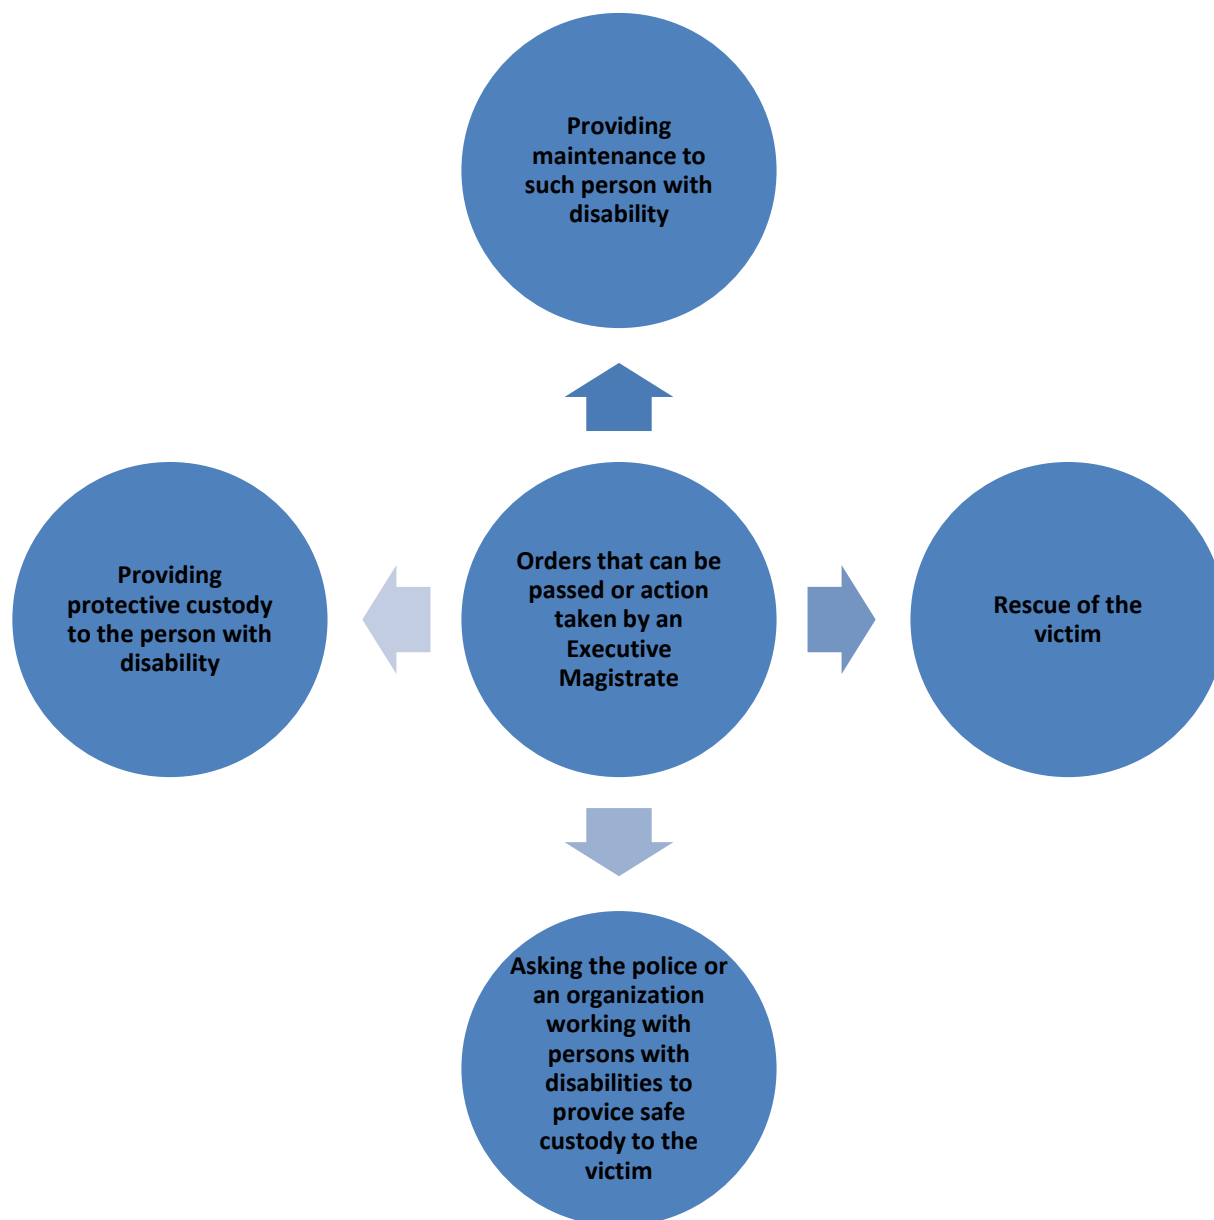 Providing
maintenance to
such person with
disability
Providing
protective custody
to the person with
disability
Orders that can be
passed or action
taken by an
Executive
Magistrate
Rescue of the
victim
Asking the police or
an organization
working with
persons with
disabilities to
provice safe
custody to the
victim